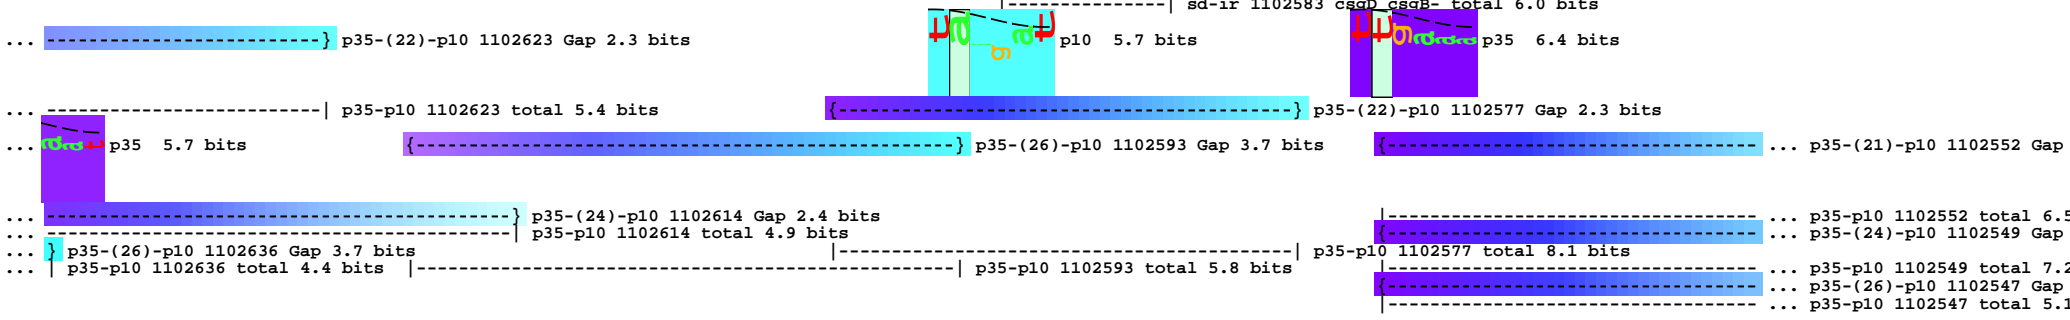 |-------------| sd-ir 1102583 csgD csgB- total 6.0 bits
... ---------------------------} p35-(22)-p10 1102623 Gap 2.3 bits
tagat p10 5.7 bits
ttgaaaa p35 6.4 bits
... ---------------------------| p35-p10 1102623 total 5.4 bits
{---------------------------------------------} p35-(22)-p10 1102577 Gap 2.3 bits
... p35 5.7 bits
{-----------------------------------------------------} p35-(26)-p10 1102593 Gap 3.7 bits
{------------------------------------ ... p35-(21)-p10 1102552 Gap
... ----------------------------------------------} p35-(24)-p10 1102614 Gap 2.4 bits
|------------------------------------ ... p35-p10 1102552 total 6.5
... ----------------------------------------------| p35-p10 1102614 total 4.9 bits
{------------------------------------ ... p35-(24)-p10 1102549 Gap
... } p35-(26)-p10 1102636 Gap 3.7 bits
|---------------------------------------------| p35-p10 1102577 total 8.1 bits
... | p35-p10 1102636 total 4.4 bits
|-----------------------------------------------------| p35-p10 1102593 total 5.8 bits
|------------------------------------ ... p35-p10 1102549 total 7.2
{------------------------------------ ... p35-(26)-p10 1102547 Gap
|------------------------------------ ... p35-p10 1102547 total 5.1